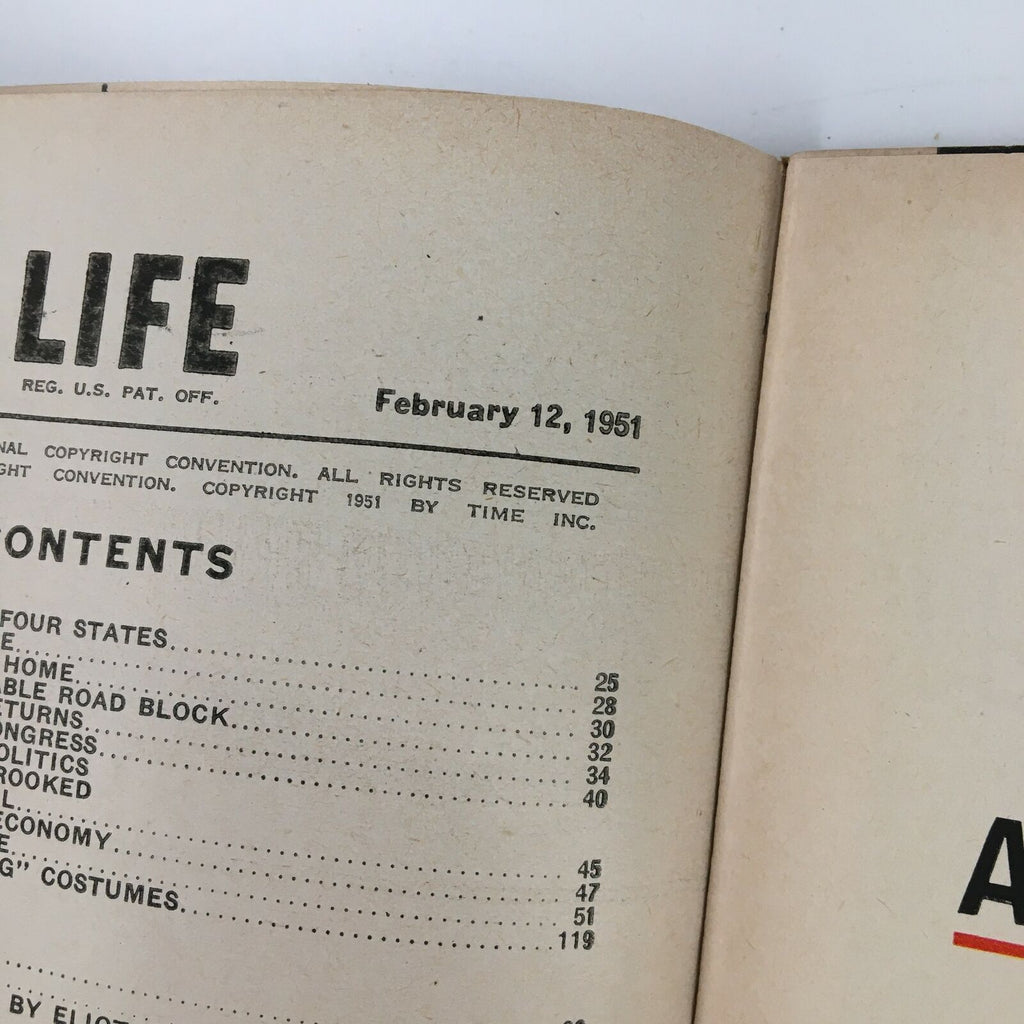 LIFE
REG. U.S. PAT. OFF.
February 12, 1951
NAL COPYRIGHT CONVENTION. ALL RIGHTS RESERVED
GHT CONVENTION. COPYRIGHT 1951 BY TIME INC.
CONTENTS
FOUR STATES 25
E 28
HOME 30
ABLE ROAD BLOCK 32
ETURNS 34
ONGRESS 40
OLITICS
ROOKED
L 45
ECONOMY 47
E 51
G" COSTUMES 119
BY ELIOT
A